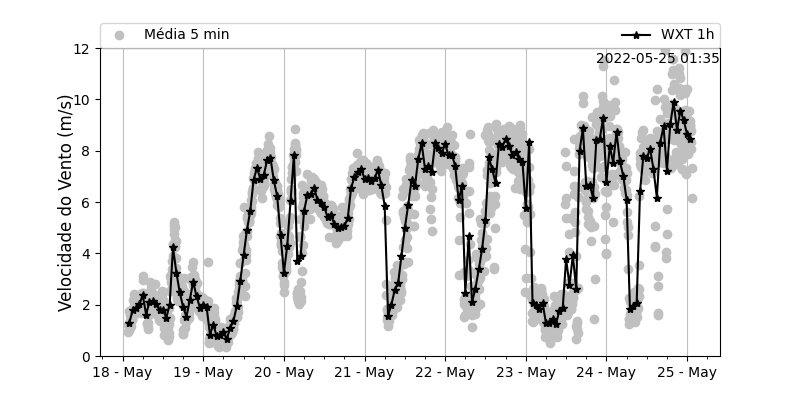 Média 5 min
WXT 1h
2022-05-25 01:35
Velocidade do Vento (m/s)
12
10
8
6
4
2
0
18 - May
19 - May
20 - May
21 - May
22 - May
23 - May
24 - May
25 - May